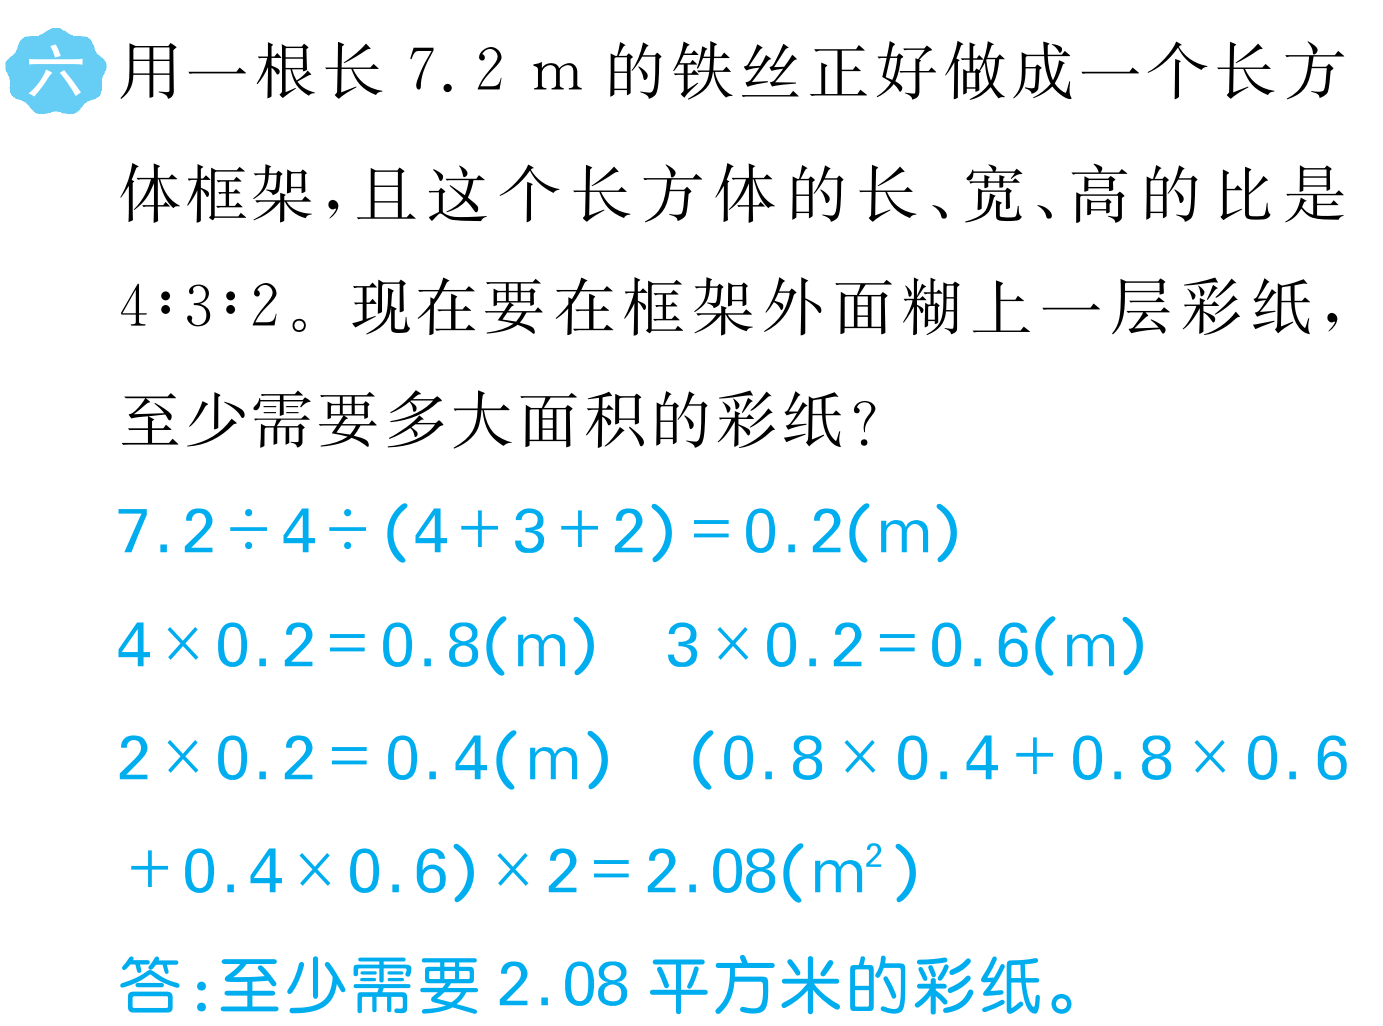 六 用一根长 7.2 m 的铁丝正好做成一个长方
体框架,且这个长方体的长、宽、高的比是
4∶3∶2。现在要在框架外面糊上一层彩纸,
至少需要多大面积的彩纸?
7.2÷4÷(4+3+2)=0.2(m)
4×0.2=0.8(m) 3×0.2=0.6(m)
2×0.2=0.4(m) (0.8×0.4+0.8×0.6
+0.4×0.6)×2=2.08(m²)
答:至少需要 2.08 平方米的彩纸。